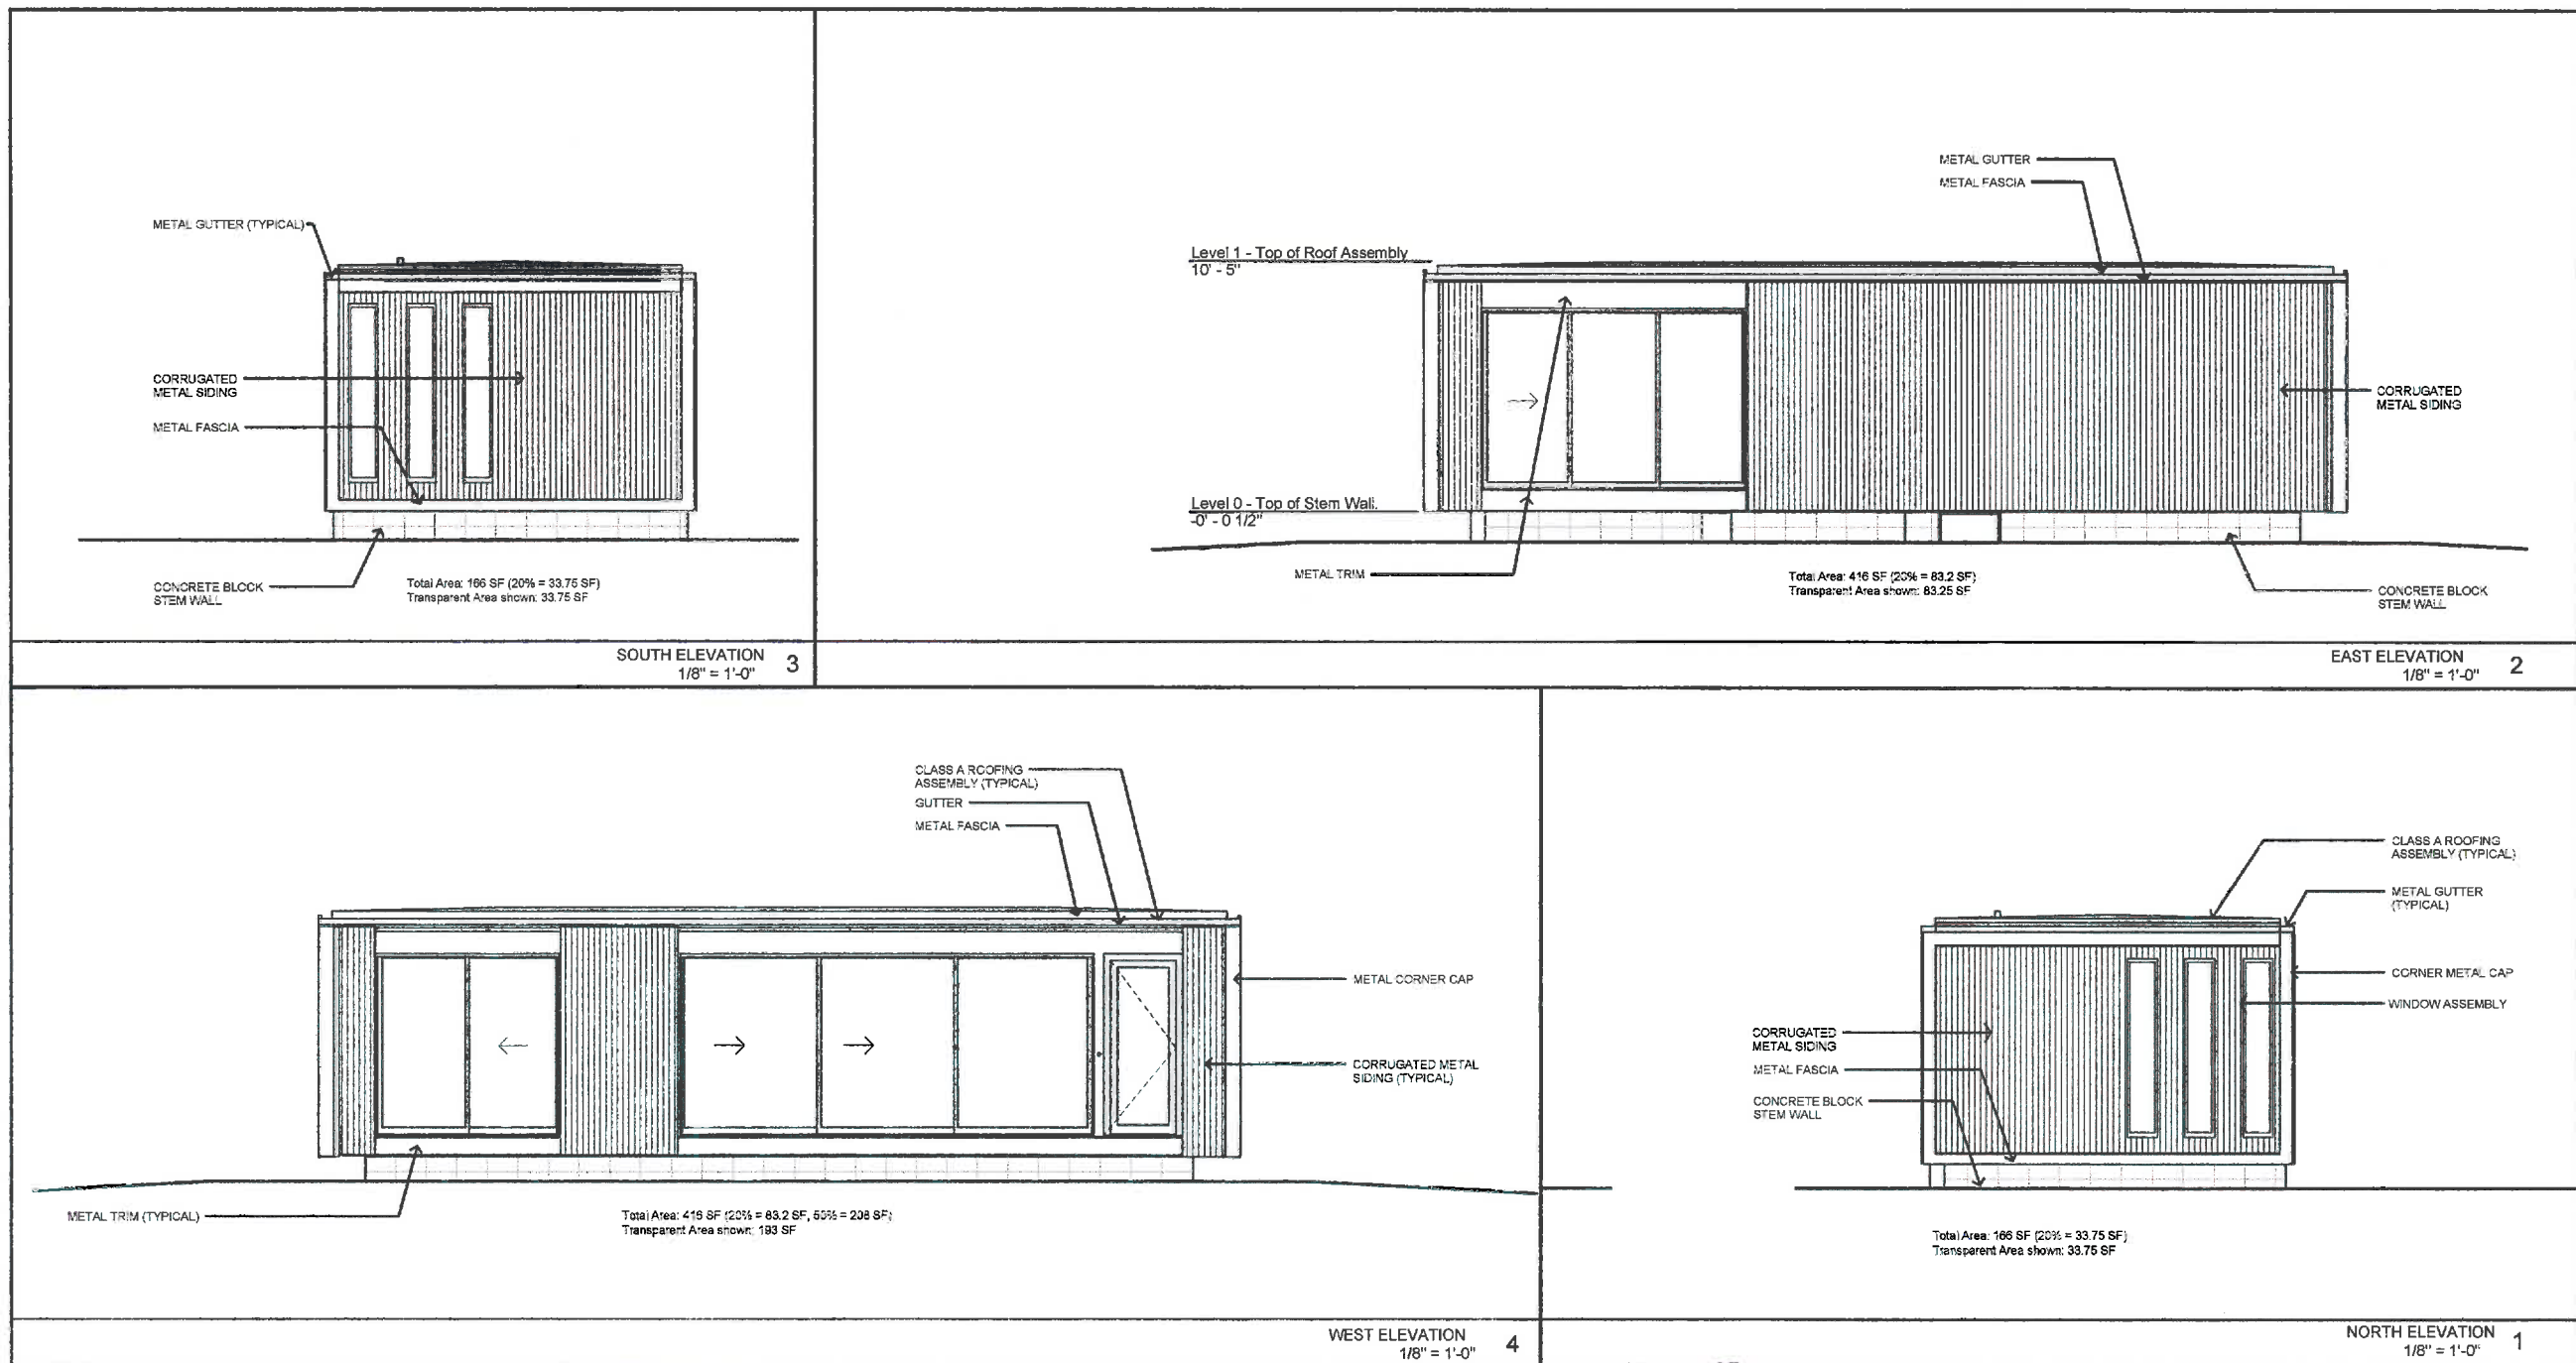 METAL GUTTER (TYPICAL)
CORRUGATED
METAL SIDING
METAL FASCIA
CONCRETE BLOCK
STEM WALL
Total Area: 166 SF (20% = 33.75 SF)
Transparent Area shown: 33.75 SF
SOUTH ELEVATION
1/8" = 1'-0"
3
METAL GUTTER
METAL FASCIA
Level 1 - Top of Roof Assembly
10' - 5"
CORRUGATED
METAL SIDING
Level 0 - Top of Stem Wall.
-0' - 0 1/2"
METAL TRIM
Total Area: 416 SF (20% = 83.2 SF)
Transparent Area shown: 83.25 SF
CONCRETE BLOCK
STEM WALL
EAST ELEVATION
1/8" = 1'-0"
2
CLASS A ROOFING
ASSEMBLY (TYPICAL)
GUTTER
METAL FASCIA
METAL CORNER CAP
CORRUGATED METAL
SIDING (TYPICAL)
METAL TRIM (TYPICAL)
Total Area: 416 SF (20% = 83.2 SF, 50% = 208 SF)
Transparent Area shown: 193 SF
WEST ELEVATION
1/8" = 1'-0"
4
CLASS A ROOFING
ASSEMBLY (TYPICAL)
METAL GUTTER
(TYPICAL)
CORNER METAL CAP
WINDOW ASSEMBLY
CORRUGATED
METAL SIDING
METAL FASCIA
CONCRETE BLOCK
STEM WALL
Total Area: 166 SF (20% = 33.75 SF)
Transparent Area shown: 33.75 SF
NORTH ELEVATION
1/8" = 1'-0"
1